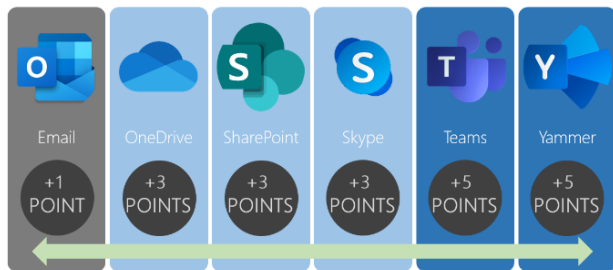 O S S T Y
Email OneDrive SharePoint Skype Teams Yammer
+1 +3 +3 +3 +5 +5
POINT POINTS POINTS POINTS POINTS POINTS